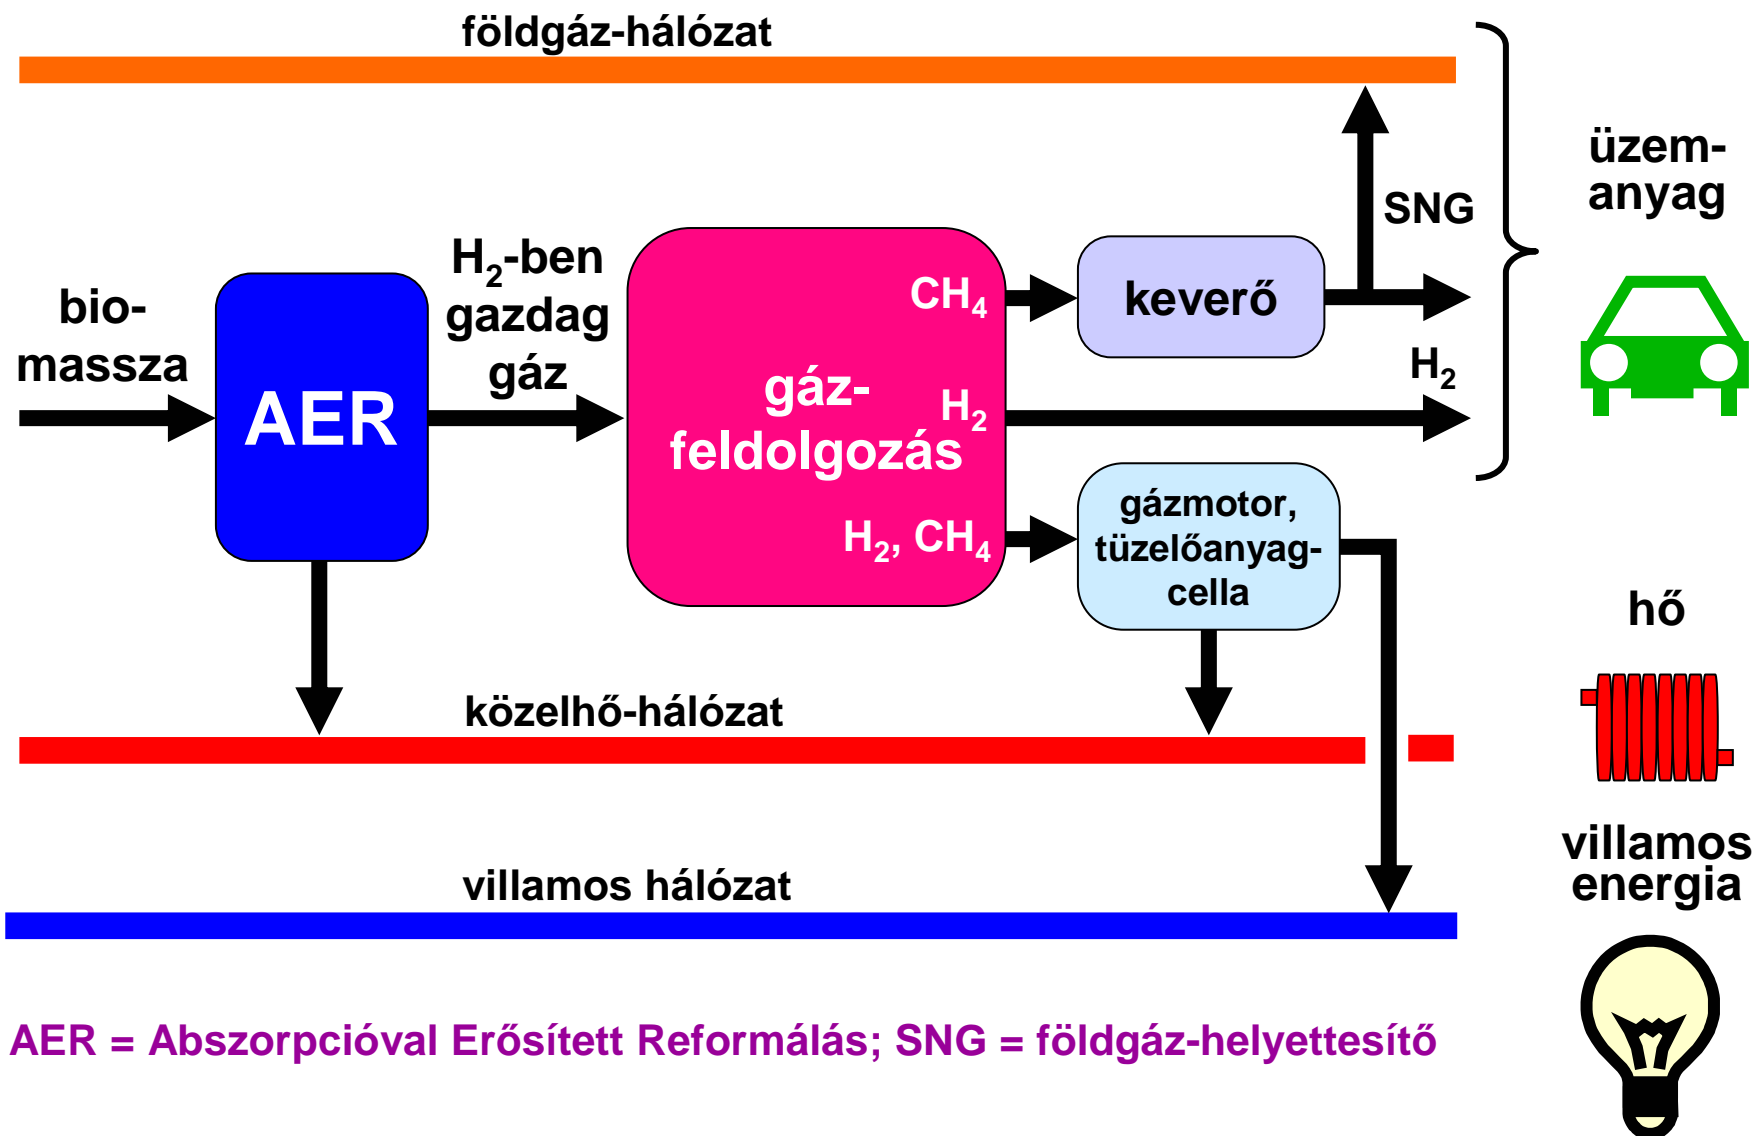 földgáz-hálózat
üzem-
anyag
SNG
H₂-ben
gazdag
gáz
bio-
massza
AER
CH₄
keverő
H₂
gáz-
feldolgozás
H₂
H₂, CH₄
gázmotor,
tüzelőanyag-
cella
hő
közelhő-hálózat
villamos
energia
villamos hálózat
AER = Abszorpcióval Erősített Reformálás; SNG = földgáz-helyettesítő